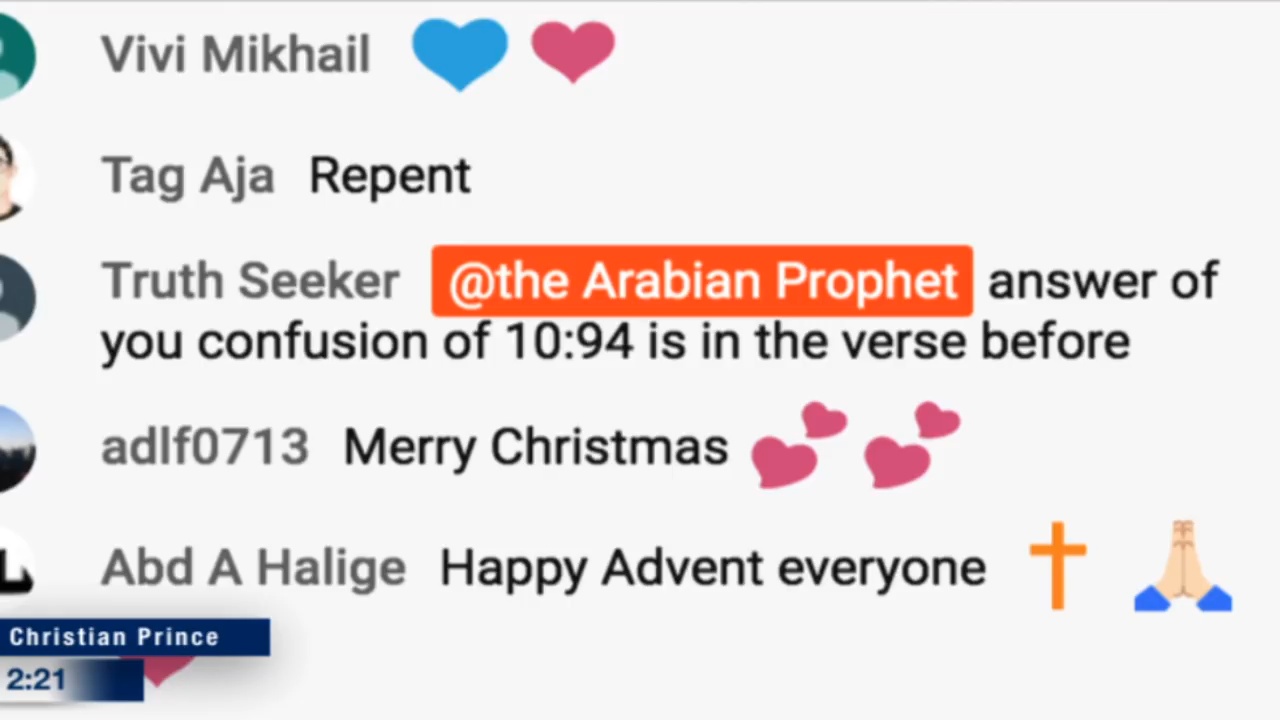 Vivi Mikhail 💙 ❤️
Tag Aja Repent
Truth Seeker @the Arabian Prophet answer of
you confusion of 10:94 is in the verse before
adlf0713 Merry Christmas 💕 💕
Abd A Halige Happy Advent everyone ✝️ 🙏🏻
Christian Prince
2:21